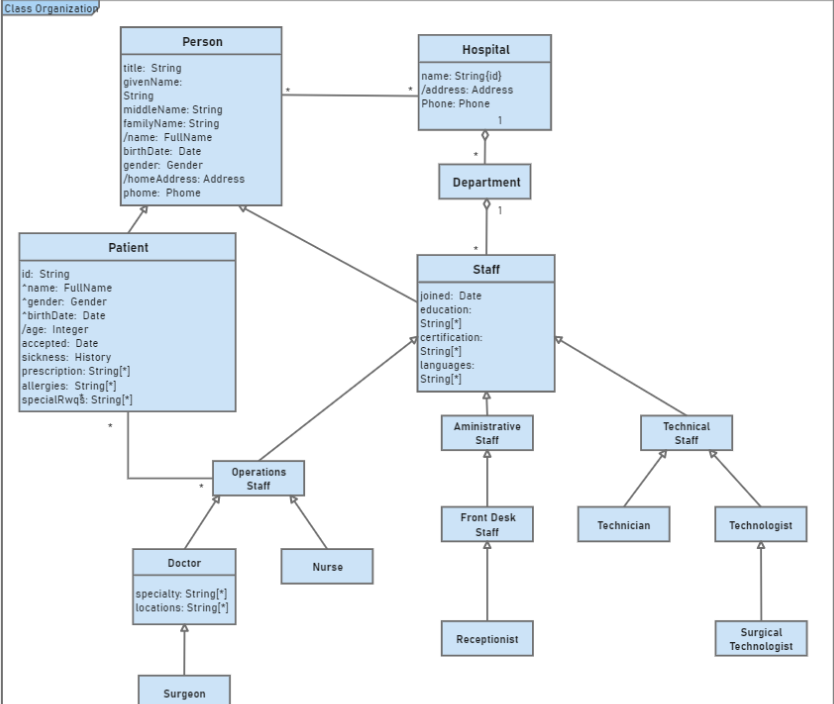 Class Organization
Person
title: String
givenName:
String
middleName: String
familyName: String
/name: FullName
birthDate: Date
gender: Gender
/homeAddress: Address
phome: Phome
Hospital
name: String{id}
/address: Address
Phone: Phone
*
*
1
*
Department
1
*
Patient
id: String
^name: FullName
^gender: Gender
^birthDate: Date
/age: Integer
accepted: Date
sickness: History
prescription: String[*]
allergies: String[*]
specialRwqs: String[*]
Staff
joined: Date
education:
String[*]
certification:
String[*]
languages:
String[*]
*
*
Operations
Staff
Aministrative
Staff
Technical
Staff
Doctor
specialty: String[*]
locations: String[*]
Nurse
Front Desk
Staff
Technician
Technologist
Surgeon
Receptionist
Surgical
Technologist